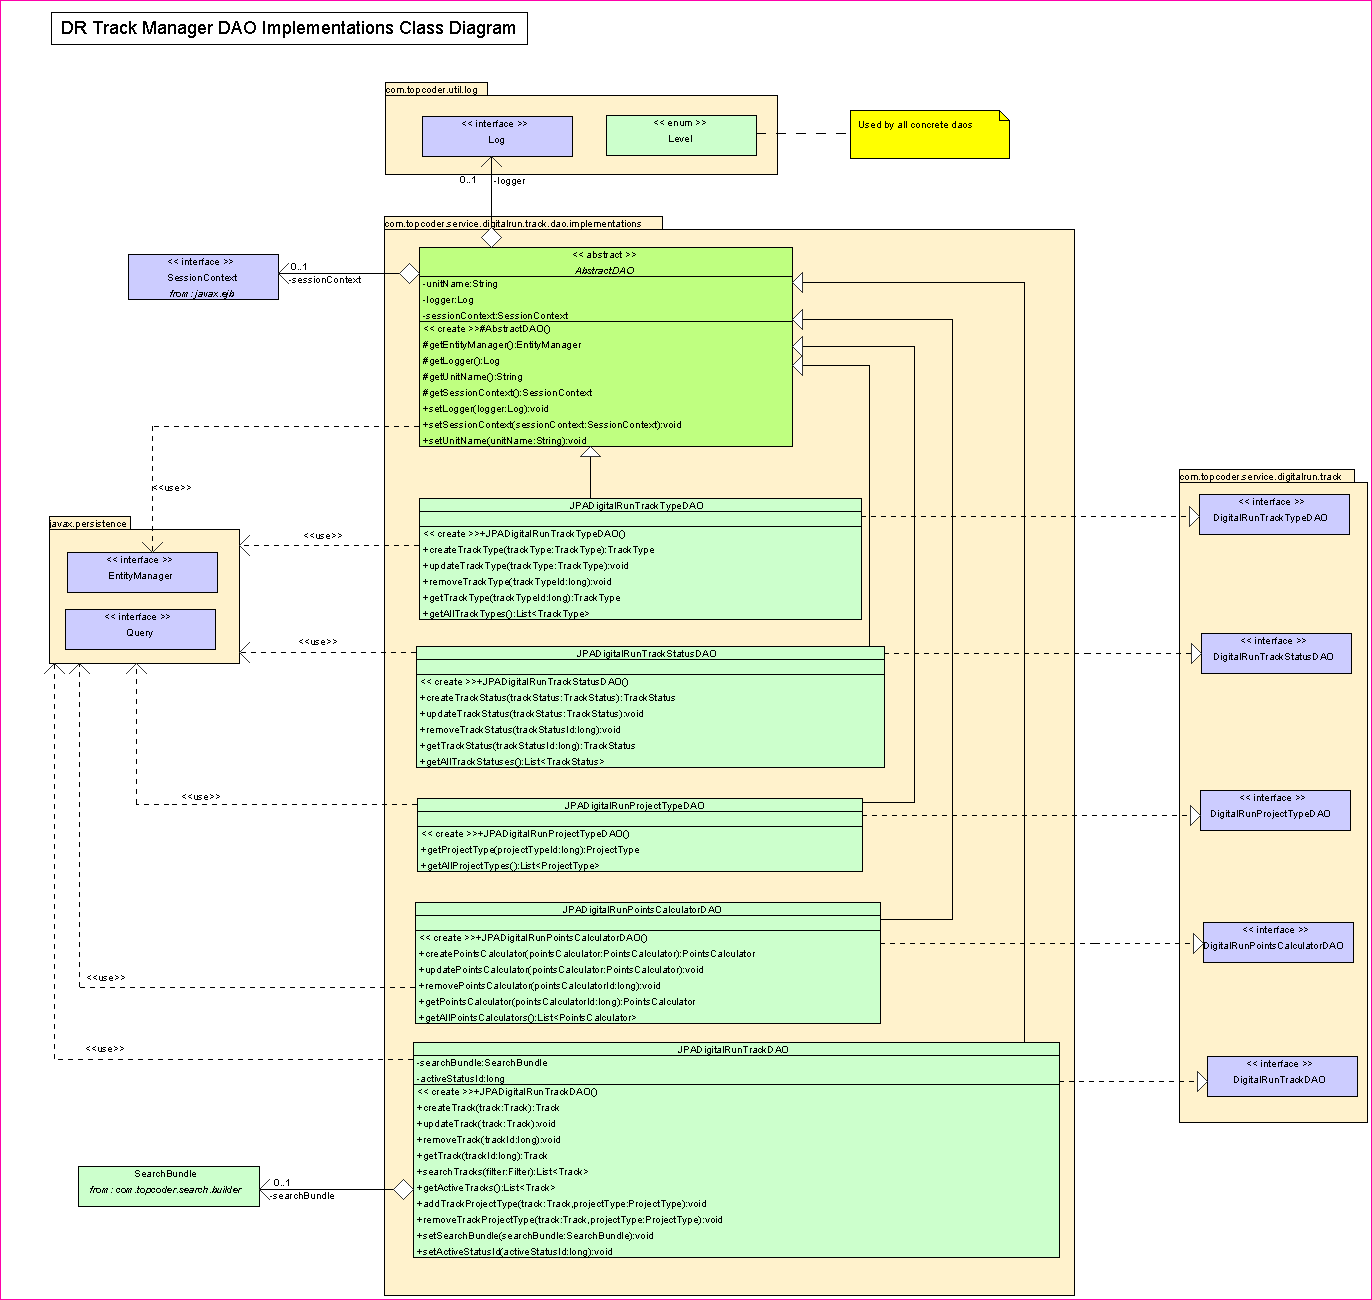 DR Track Manager DAO Implementations Class Diagram
com.topcoder.util.log
<< interface >>
Log
<< enum >>
Level
Used by all concrete daos
0..1
-logger
com.topcoder.service.digitalrun.track.dao.implementations
<< interface >>
SessionContext
from : javax.ejb
0..1
-sessionContext
<< abstract >>
AbstractDAO
-unitName:String
-logger:Log
-sessionContext:SessionContext
<< create >>#AbstractDAO()
#getEntityManager():EntityManager
#getLogger():Log
#getUnitName():String
#getSessionContext():SessionContext
+setLogger(logger:Log):void
+setSessionContext(sessionContext:SessionContext):void
+setUnitName(unitName:String):void
<<use>>
javax.persistence
<< interface >>
EntityManager
<< interface >>
Query
<<use>>
JPADigitalRunTrackTypeDAO
<< create >>+JPADigitalRunTrackTypeDAO()
+createTrackType(trackType:TrackType):TrackType
+updateTrackType(trackType:TrackType):void
+removeTrackType(trackTypeId:long):void
+getTrackType(trackTypeId:long):TrackType
+getAllTrackTypes():List<TrackType>
com.topcoder.service.digitalrun.track
<< interface >>
DigitalRunTrackTypeDAO
<<use>>
JPADigitalRunTrackStatusDAO
<< create >>+JPADigitalRunTrackStatusDAO()
+createTrackStatus(trackStatus:TrackStatus):TrackStatus
+updateTrackStatus(trackStatus:TrackStatus):void
+removeTrackStatus(trackStatusId:long):void
+getTrackStatus(trackStatusId:long):TrackStatus
+getAllTrackStatuses():List<TrackStatus>
<< interface >>
DigitalRunTrackStatusDAO
<<use>>
JPADigitalRunProjectTypeDAO
<< create >>+JPADigitalRunProjectTypeDAO()
+getProjectType(projectTypeId:long):ProjectType
+getAllProjectTypes():List<ProjectType>
<< interface >>
DigitalRunProjectTypeDAO
<<use>>
JPADigitalRunPointsCalculatorDAO
<< create >>+JPADigitalRunPointsCalculatorDAO()
+createPointsCalculator(pointsCalculator:PointsCalculator):PointsCalculator
+updatePointsCalculator(pointsCalculator:PointsCalculator):void
+removePointsCalculator(pointsCalculatorId:long):void
+getPointsCalculator(pointsCalculatorId:long):PointsCalculator
+getAllPointsCalculators():List<PointsCalculator>
<< interface >>
DigitalRunPointsCalculatorDAO
<<use>>
JPADigitalRunTrackDAO
-searchBundle:SearchBundle
-activeStatusId:long
<< create >>+JPADigitalRunTrackDAO()
+createTrack(track:Track):Track
+updateTrack(track:Track):void
+removeTrack(trackId:long):void
+getTrack(trackId:long):Track
+searchTracks(filter:Filter):List<Track>
+getActiveTracks():List<Track>
+addTrackProjectType(track:Track,projectType:ProjectType):void
+removeTrackProjectType(track:Track,projectType:ProjectType):void
+setSearchBundle(searchBundle:SearchBundle):void
+setActiveStatusId(activeStatusId:long):void
<< interface >>
DigitalRunTrackDAO
SearchBundle
from : com.topcoder.search.builder
0..1
-searchBundle